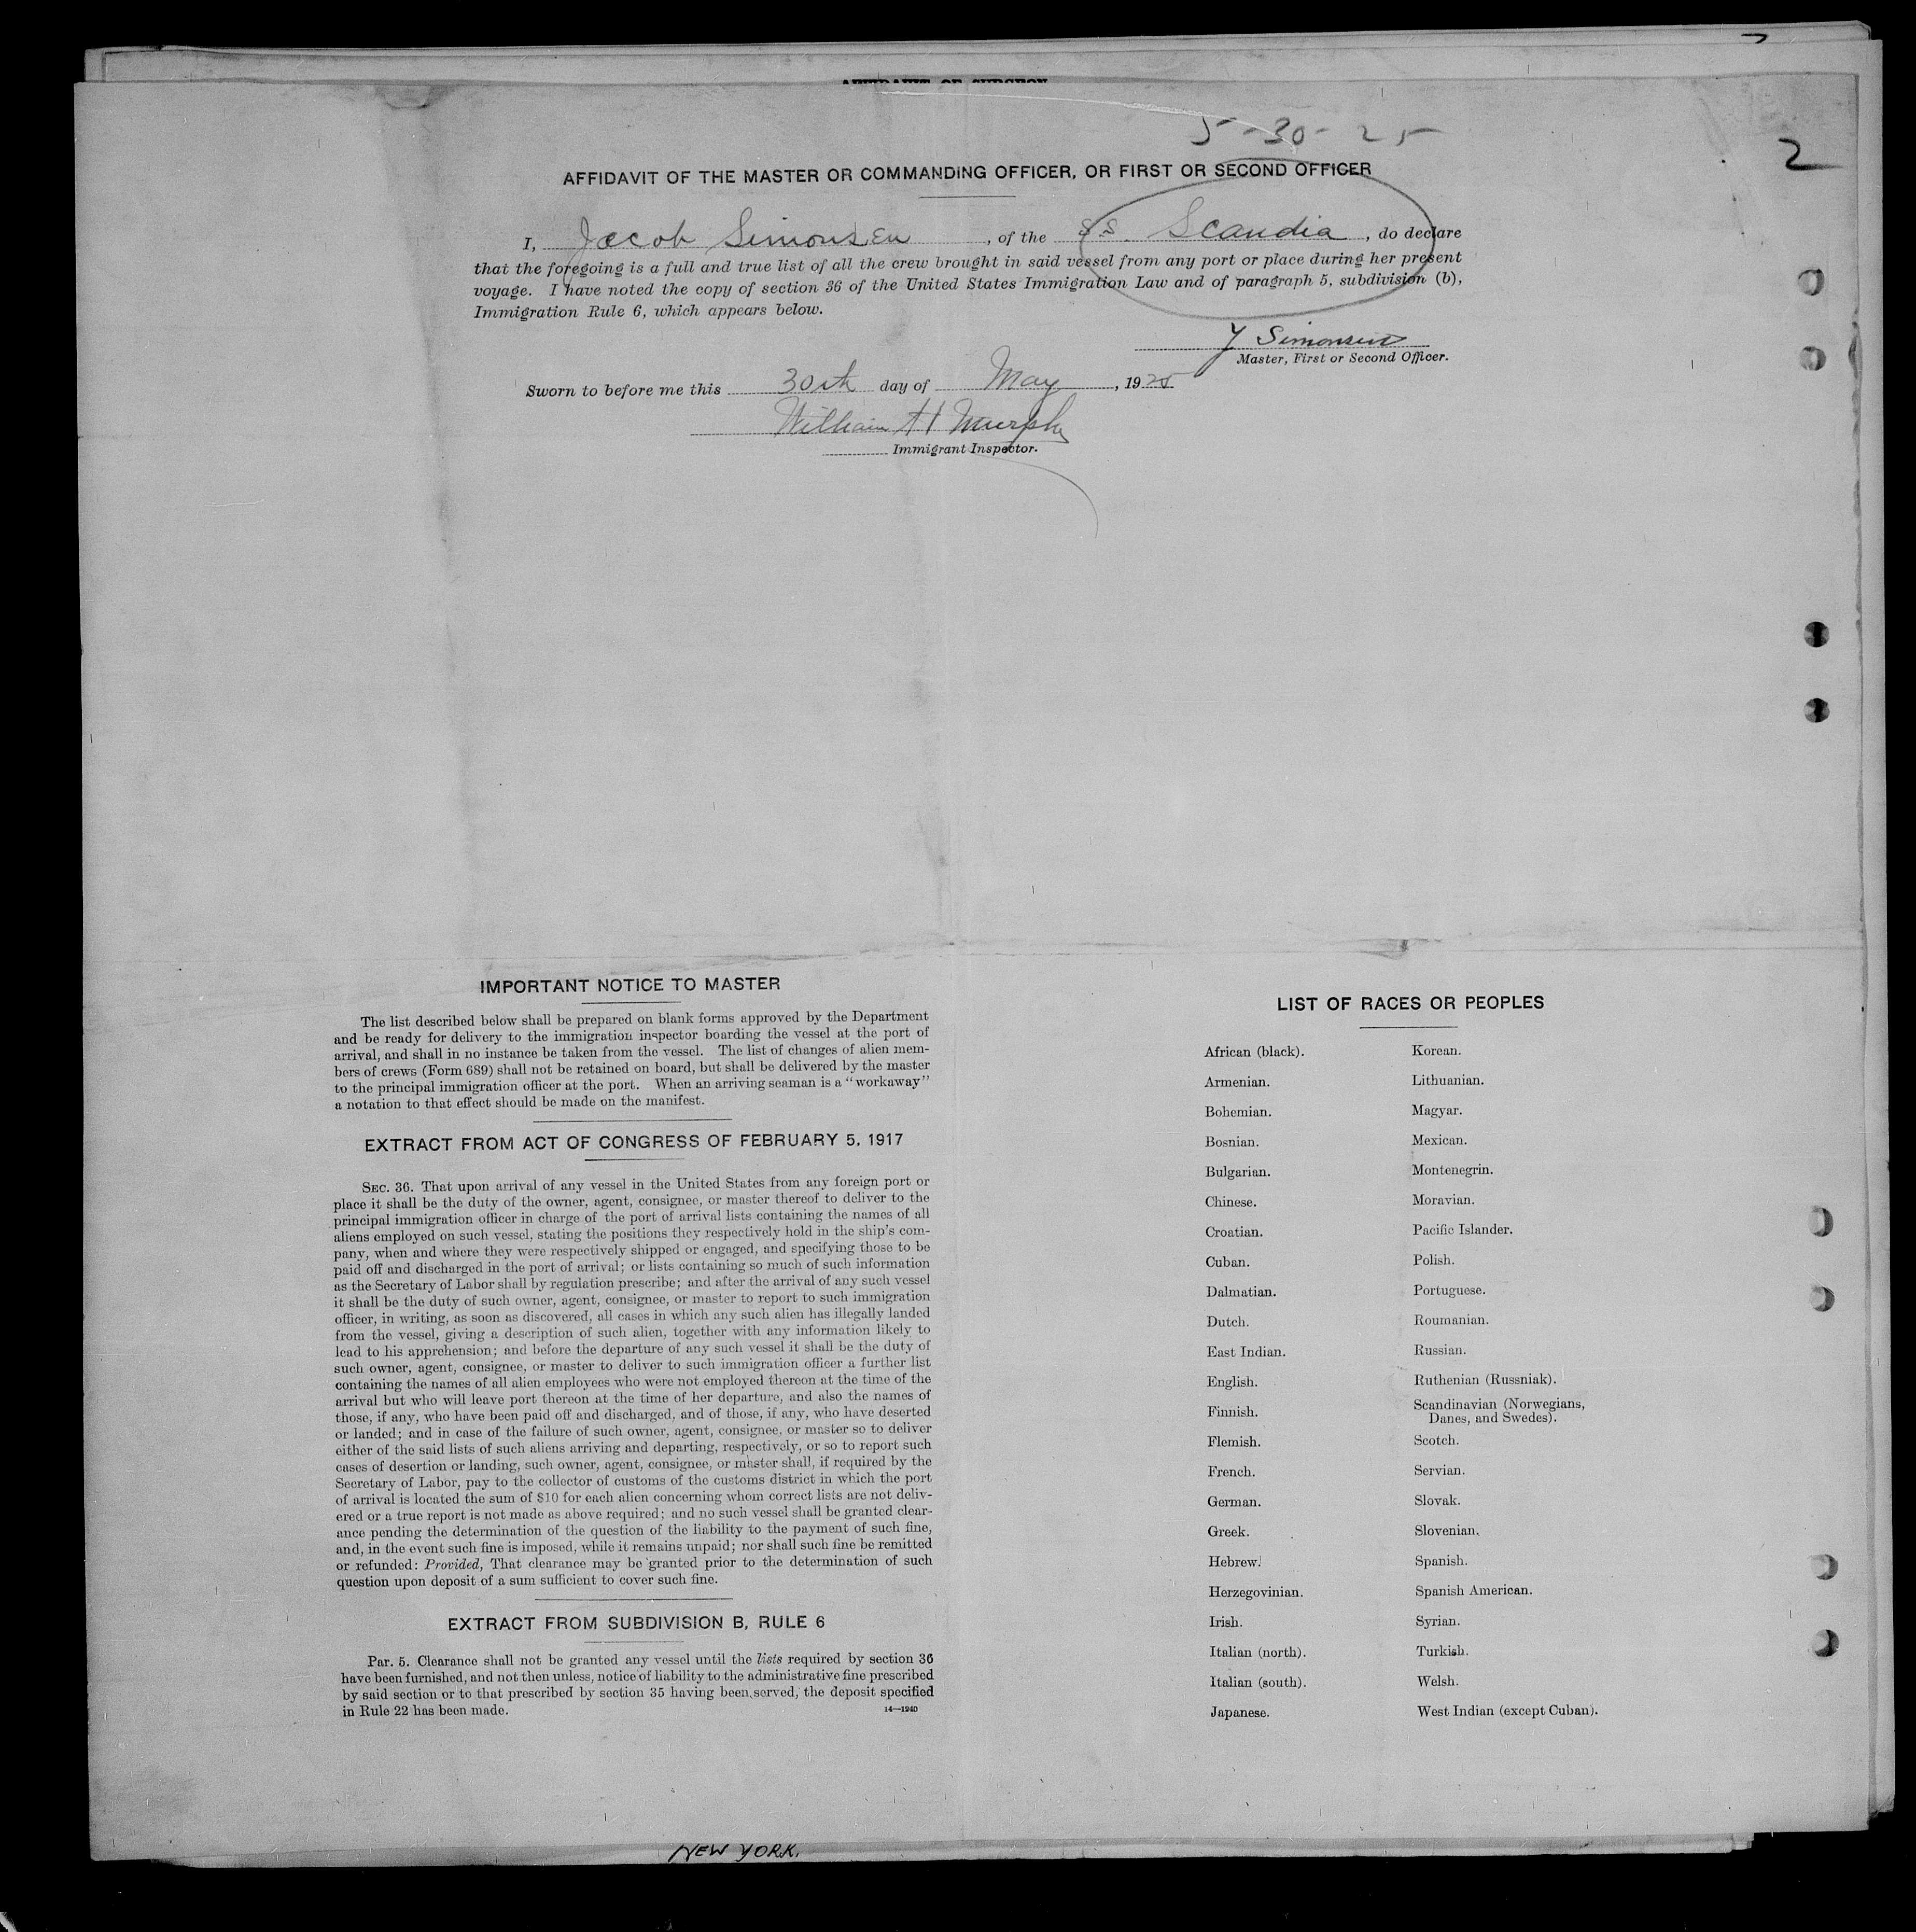 AFFIDAVIT OF SURGEON
5-30-25
2
AFFIDAVIT OF THE MASTER OR COMMANDING OFFICER, OR FIRST OR SECOND OFFICER
I, Jacob Simonsen, of the SS Scandia, do declare
that the foregoing is a full and true list of all the crew brought in said vessel from any port or place during her present
voyage. I have noted the copy of section 36 of the United States Immigration Law and of paragraph 5, subdivision (b),
Immigration Rule 6, which appears below.
J Simonsen
Master, First or Second Officer.
Sworn to before me this 30th day of May, 1925
William H Murphy
Immigrant Inspector.
IMPORTANT NOTICE TO MASTER
The list described below shall be prepared on blank forms approved by the Department
and be ready for delivery to the immigration inspector boarding the vessel at the port of
arrival, and shall in no instance be taken from the vessel. The list of changes of alien mem-
bers of crews (Form 689) shall not be retained on board, but shall be delivered by the master
to the principal immigration officer at the port. When an arriving seaman is a "workaway"
a notation to that effect should be made on the manifest.
EXTRACT FROM ACT OF CONGRESS OF FEBRUARY 5, 1917
SEC. 36. That upon arrival of any vessel in the United States from any foreign port or
place it shall be the duty of the owner, agent, consignee, or master thereof to deliver to the
principal immigration officer in charge of the port of arrival lists containing the names of all
aliens employed on such vessel, stating the positions they respectively hold in the ship's com-
pany, when and where they were respectively shipped or engaged, and specifying those to be
paid off and discharged in the port of arrival; or lists containing so much of such information
as the Secretary of Labor shall by regulation prescribe; and after the arrival of any such vessel
it shall be the duty of such owner, agent, consignee, or master to report to such immigration
officer, in writing, as soon as discovered, all cases in which any such alien has illegally landed
from the vessel, giving a description of such alien, together with any information likely to
lead to his apprehension; and before the departure of any such vessel it shall be the duty of
such owner, agent, consignee, or master to deliver to such immigration officer a further list
containing the names of all alien employees who were not employed thereon at the time of the
arrival but who will leave port thereon at the time of her departure, and also the names of
those, if any, who have been paid off and discharged, and of those, if any, who have deserted
or landed; and in case of the failure of such owner, agent, consignee, or master so to deliver
either of the said lists of such aliens arriving and departing, respectively, or so to report such
cases of desertion or landing, such owner, agent, consignee, or master shall, if required by the
Secretary of Labor, pay to the collector of customs of the customs district in which the port
of arrival is located the sum of $10 for each alien concerning whom correct lists are not deliv-
ered or a true report is not made as above required; and no such vessel shall be granted clear-
ance pending the determination of the question of the liability to the payment of such fine,
and, in the event such fine is imposed, while it remains unpaid; nor shall such fine be remitted
or refunded: Provided, That clearance may be granted prior to the determination of such
question upon deposit of a sum sufficient to cover such fine.
EXTRACT FROM SUBDIVISION B, RULE 6
Par. 5. Clearance shall not be granted any vessel until the lists required by section 36
have been furnished, and not then unless, notice of liability to the administrative fine prescribed
by said section or to that prescribed by section 35 having been served, the deposit specified
in Rule 22 has been made.
14—1240
LIST OF RACES OR PEOPLES
African (black).
Armenian.
Bohemian.
Bosnian.
Bulgarian.
Chinese.
Croatian.
Cuban.
Dalmatian.
Dutch.
East Indian.
English.
Finnish.
Flemish.
French.
German.
Greek.
Hebrew.
Herzegovinian.
Irish.
Italian (north).
Italian (south).
Japanese.
Korean.
Lithuanian.
Magyar.
Mexican.
Montenegrin.
Moravian.
Pacific Islander.
Polish.
Portuguese.
Roumanian.
Russian.
Ruthenian (Russniak).
Scandinavian (Norwegians,
Danes, and Swedes).
Scotch.
Servian.
Slovak.
Slovenian.
Spanish.
Spanish American.
Syrian.
Turkish.
Welsh.
West Indian (except Cuban).
NEW YORK.